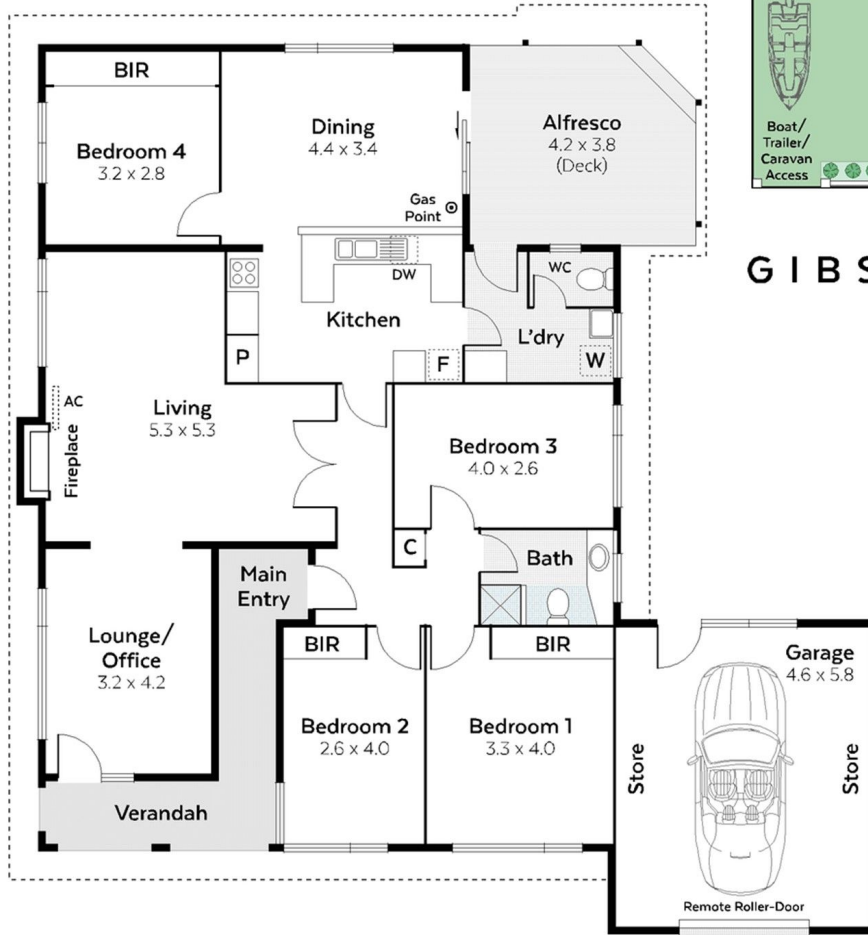 BIR
Bedroom 4
3.2 x 2.8
Dining
4.4 x 3.4
Gas
Point
Alfresco
4.2 x 3.8
(Deck)
Boat/
Trailer/
Caravan
Access
GIBS
DW
WC
Kitchen
P
F
L'dry
W
AC
Fireplace
Living
5.3 x 5.3
Bedroom 3
4.0 x 2.6
C
Bath
Main
Entry
Lounge/
Office
3.2 x 4.2
BIR
BIR
Bedroom 2
2.6 x 4.0
Bedroom 1
3.3 x 4.0
Garage
4.6 x 5.8
Store
Store
Verandah
Remote Roller-Door